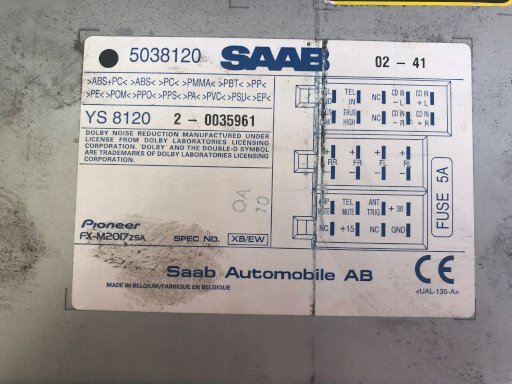 5038120 SAAB 02 - 41
>ABS+PC< >ABS< >PC< >PMMA< >PBT< >PP<
>PE< >POM< >PPO< >PPS< >PA< >PVC< >PSU< >EP<
YS 8120 2 - 0035961
DOLBY NOISE REDUCTION MANUFACTURED UNDER
LICENSE FROM DOLBY LABORATORIES LICENSING
CORPORATION. 'DOLBY' AND THE DOUBLE-D SYMBOL
ARE TRADEMARKS OF DOLBY LABORATORIES LICENSING
CORPORATION.
TEL IN NC CD IN - L CD IN + L
BUS HIGH NC CD IN - R CD IN + R
+ + + +
RR FR FL RL
- - - -
TEL MUTE ANT TRIG +30
NC +15 NC GND
FUSE 5A
OA
10
Pioneer
FX-M2017ZSA SPEC NO. XB/EW
Saab Automobile AB
MADE IN BELGIUM/FABRIQUE EN BELGIQUE
CE
<UAL-135-A>